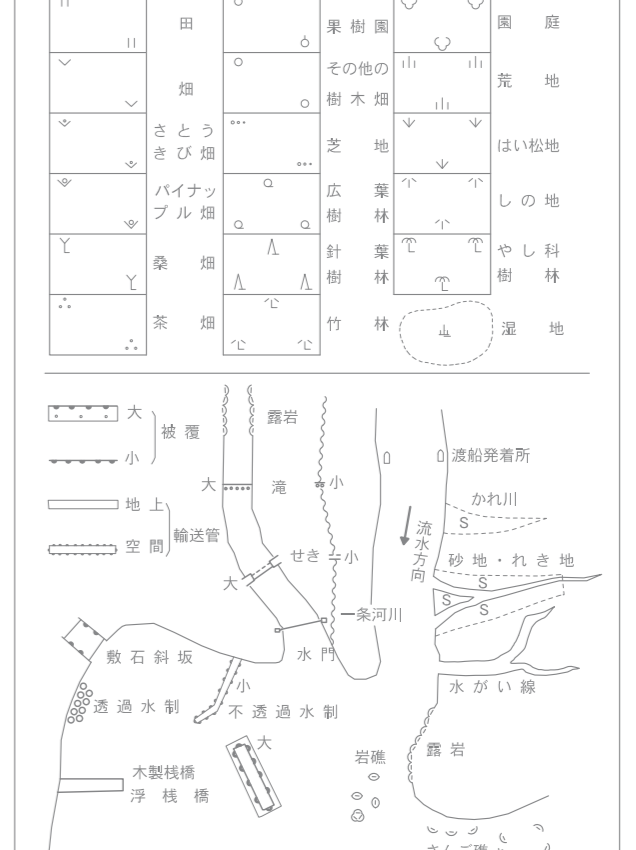 田
畑
さとう
きび畑
パイナッ
プル畑
桑畑
茶畑
果樹園
その他の
樹木畑
芝地
広葉
樹林
針葉
樹林
竹林
園庭
荒地
はい松地
しの地
やし科
樹林
湿地
大
小
被覆
地上
空間
輸送管
露岩
大
滝
小
せき
小
大
一条河川
水門
渡船発着所
かれ川
S
流水方向
砂地・れき地
S
S
S
水がい線
敷石斜坂
透過水制
小
不透過水制
大
木製桟橋
浮桟橋
岩礁
露岩
さんご礁